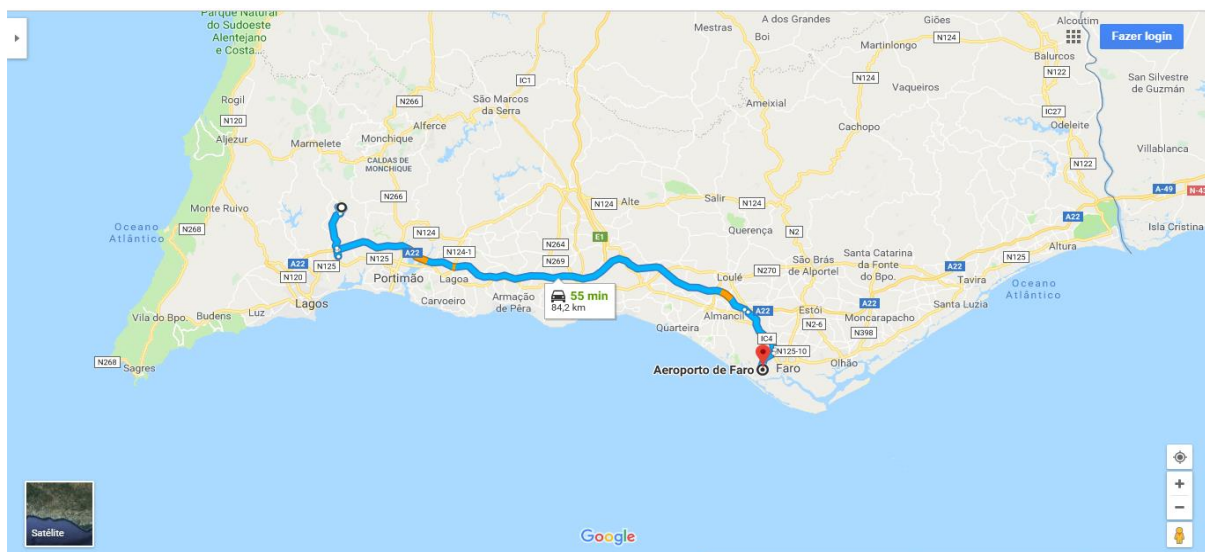 Parque Natural
do Sudoeste
Alentejano
e Costa...
Mestras
A dos Grandes
Boi
Giões
N124
Alcoutim
Fazer login
Martinlongo
Balurcos
IC1
N122
San Silvestre
de Guzmán
Rogil
N266
São Marcos
da Serra
N124
Vaqueiros
N120
Alferce
Ameixial
IC27
Odeleite
Aljezur
Marmelete
Monchique
Cachopo
CALDAS DE
MONCHIQUE
N122
Villablanca
N266
N124
Alte
Salir
N124
A-49
N-43
Monte Ruivo
Oceano
Atlântico
N268
N124
N264
E1
Querença
N2
A22
Isla Cristina
A22
N125
N125
A22
N124-1
N269
Altura
N120
Portimão
Lagoa
Loulé
N270
São Brás
de Alportel
Santa Catarina
da Fonte
do Bpo.
N125
Tavira
Oceano
Atlântico
Lagos
Carvoeiro
Armação
de Pêra
55 min
84,2 km
Almancil
A22
Estói
A22
Santa Luzia
Vila do Bpo.
Budens
Luz
Quarteira
N2-6
Moncarapacho
N398
IC4
N125-10
N268
Sagres
Aeroporto de Faro
Faro
Olhão
Satélite
Google